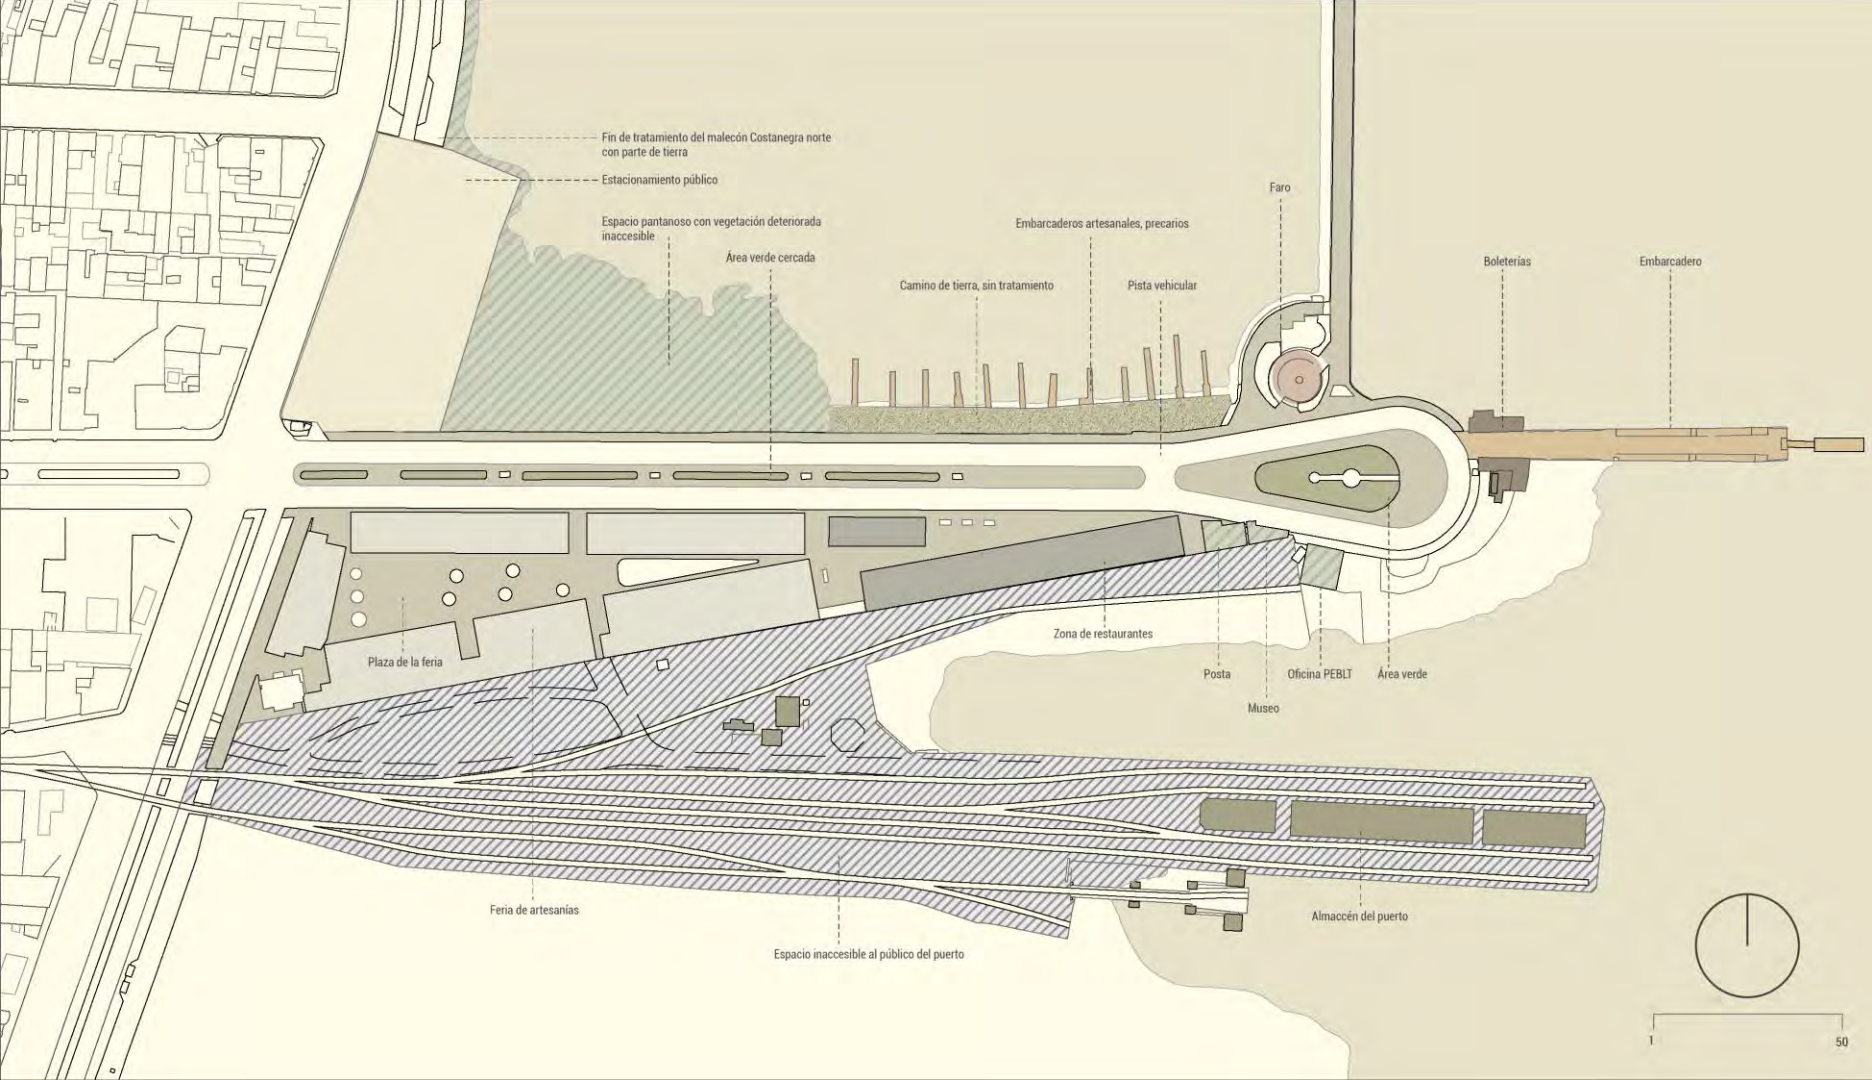 Fin de tratamiento del malecón Costanegra norte
con parte de tierra
Estacionamiento público
Faro
Espacio pantanoso con vegetación deteriorada
inaccesible
Embarcaderos artesanales, precarios
Área verde cercada
Boleterías
Embarcadero
Camino de tierra, sin tratamiento
Pista vehicular
Zona de restaurantes
Plaza de la feria
Posta
Oficina PEBLT
Área verde
Museo
Feria de artesanías
Almaccén del puerto
Espacio inaccesible al público del puerto
1
50